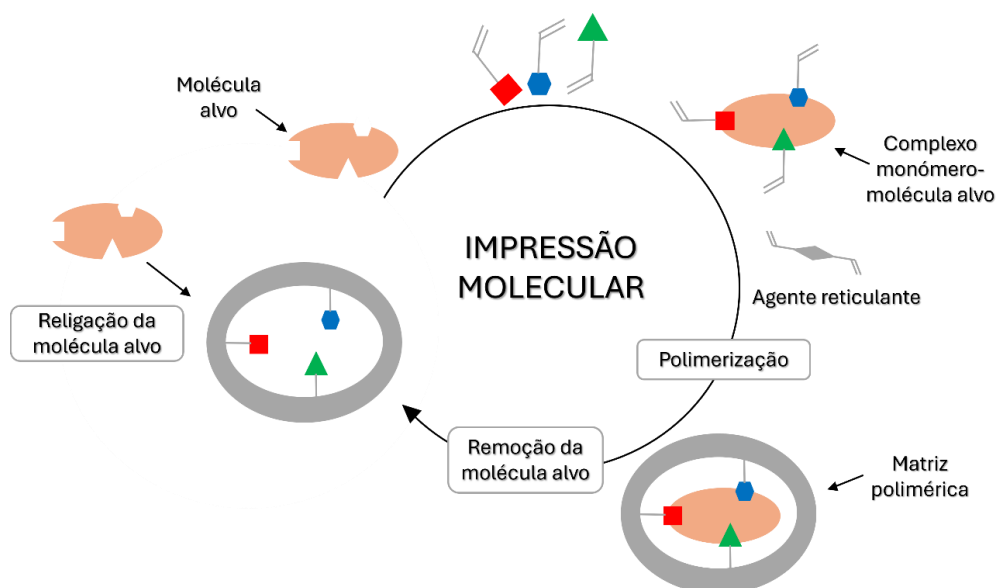 Molécula
alvo
Complexo
monómero-
molécula alvo
IMPRESSÃO
MOLECULAR
Agente reticulante
Religação da
molécula alvo
Polimerização
Remoção da
molécula alvo
Matriz
polimérica